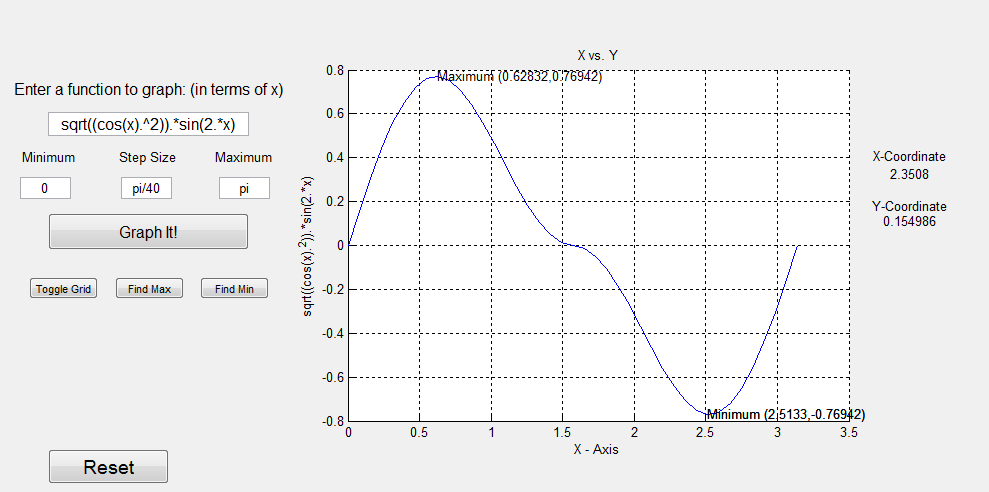 Enter a function to graph: (in terms of x)
sqrt((cos(x).^2)).*sin(2.*x)
Minimum Step Size Maximum
0 pi/40 pi
Graph It!
Toggle Grid Find Max Find Min
Reset
X vs. Y
Maximum (0.62832,0.76942)
0.8
0.6
0.4
0.2
0
-0.2
-0.4
-0.6
-0.8
sqrt((cos(x).²)).*sin(2.*x)
Minimum (2.5133,-0.76942)
0 0.5 1 1.5 2 2.5 3 3.5
X - Axis
X-Coordinate
2.3508
Y-Coordinate
0.154986